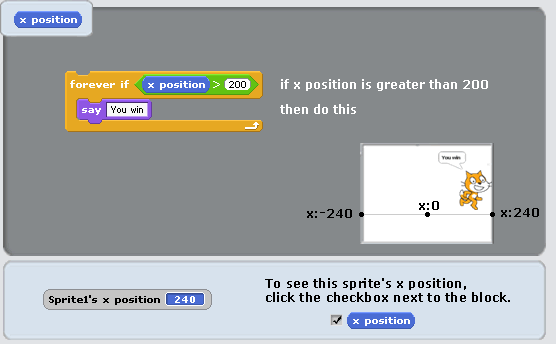 x position
forever if x position > 200
if x position is greater than 200
say You win
then do this
You win
x:-240
x:0
x:240
To see this sprite's x position,
click the checkbox next to the block.
Sprite1's x position 240
x position